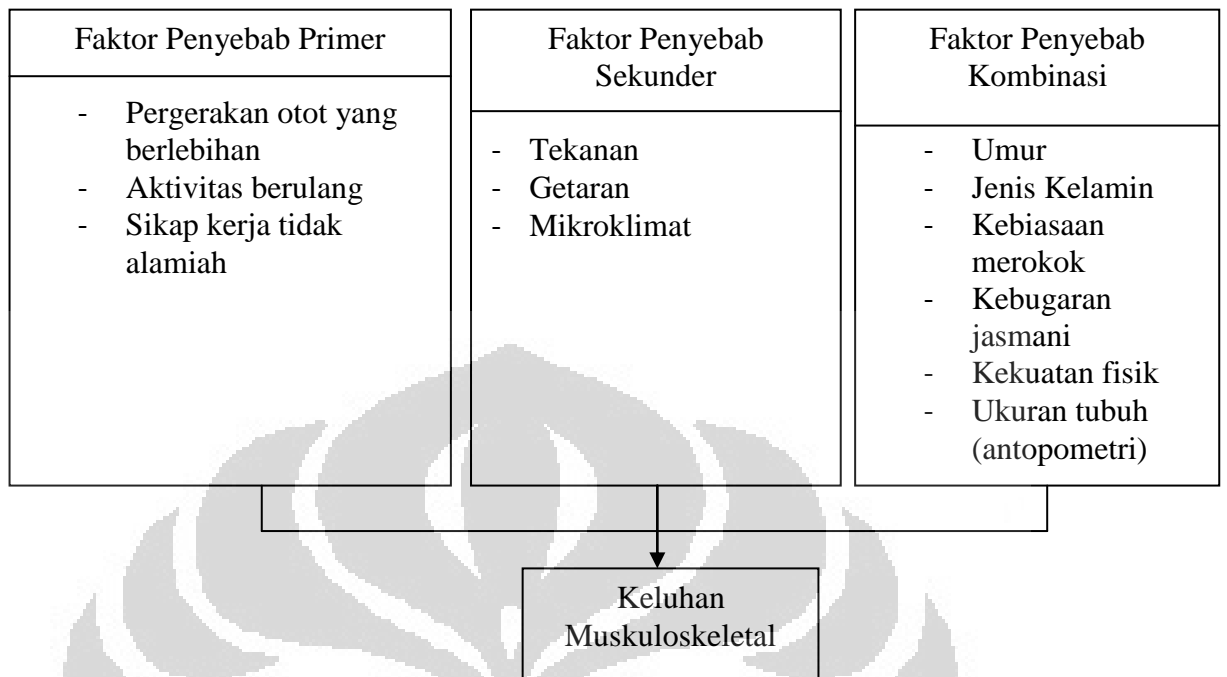 Faktor Penyebab Primer
- Pergerakan otot yang
berlebihan
- Aktivitas berulang
- Sikap kerja tidak
alamiah
Faktor Penyebab
Sekunder
- Tekanan
- Getaran
- Mikroklimat
Faktor Penyebab
Kombinasi
- Umur
- Jenis Kelamin
- Kebiasaan
merokok
- Kebugaran
jasmani
- Kekuatan fisik
- Ukuran tubuh
(antopometri)
Keluhan
Muskuloskeletal